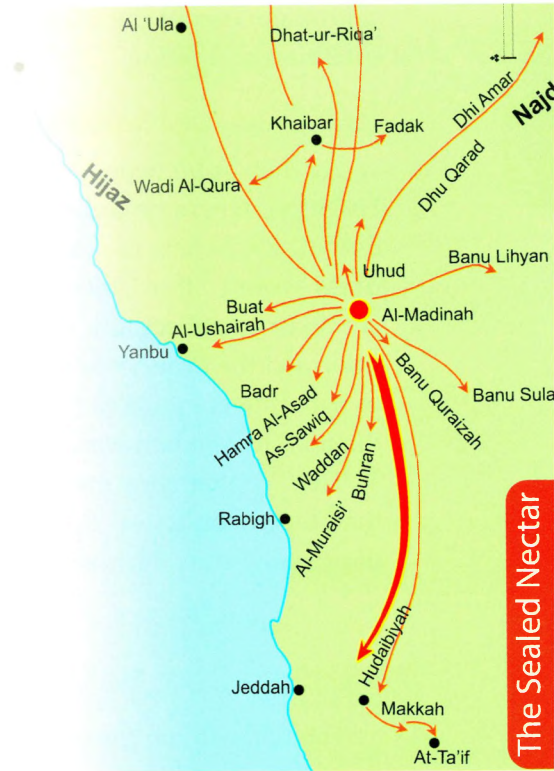 Al ‘Ula
Dhat-ur-Riqa’
Dhi Amar
Najd
Khaibar
Fadak
Hijaz
Wadi Al-Qura
Dhu Qarad
Uhud
Banu Lihyan
Buat
Al-Ushairah
Al-Madinah
Yanbu
Badr
Hamra Al-Asad
As-Sawiq
Waddan
Buhran
Banu Quraizah
Banu Sula
Rabigh
Al-Muraisi’
Hudaibiyah
Jeddah
Makkah
At-Ta’if
The Sealed Nectar